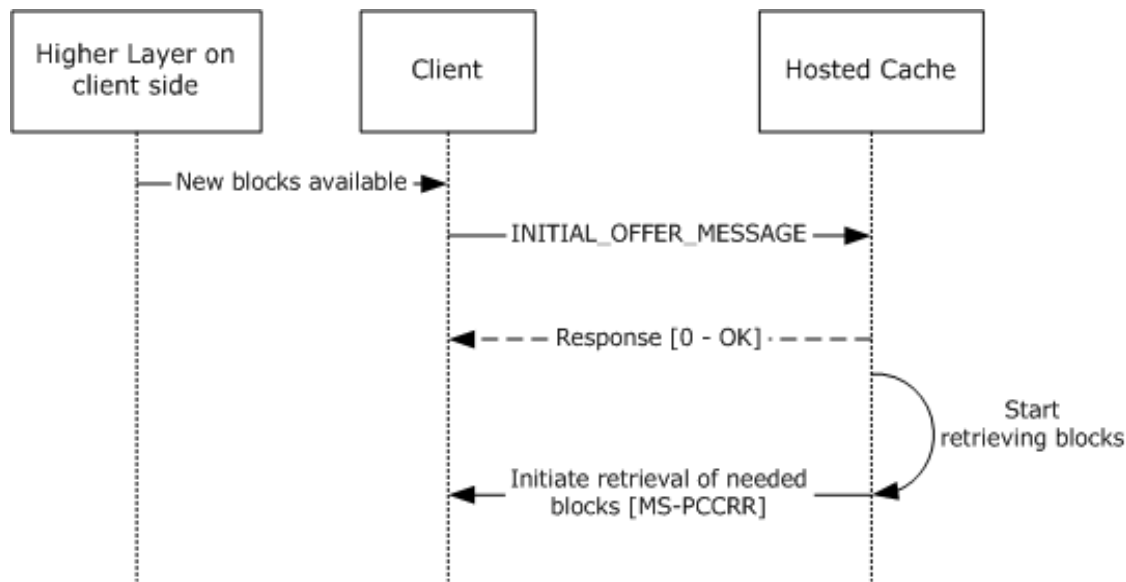 Higher Layer on
client side
Client
Hosted Cache
New blocks available
INITIAL_OFFER_MESSAGE
Response [0 - OK]
Start
retrieving blocks
Initiate retrieval of needed
blocks [MS-PCCRR]